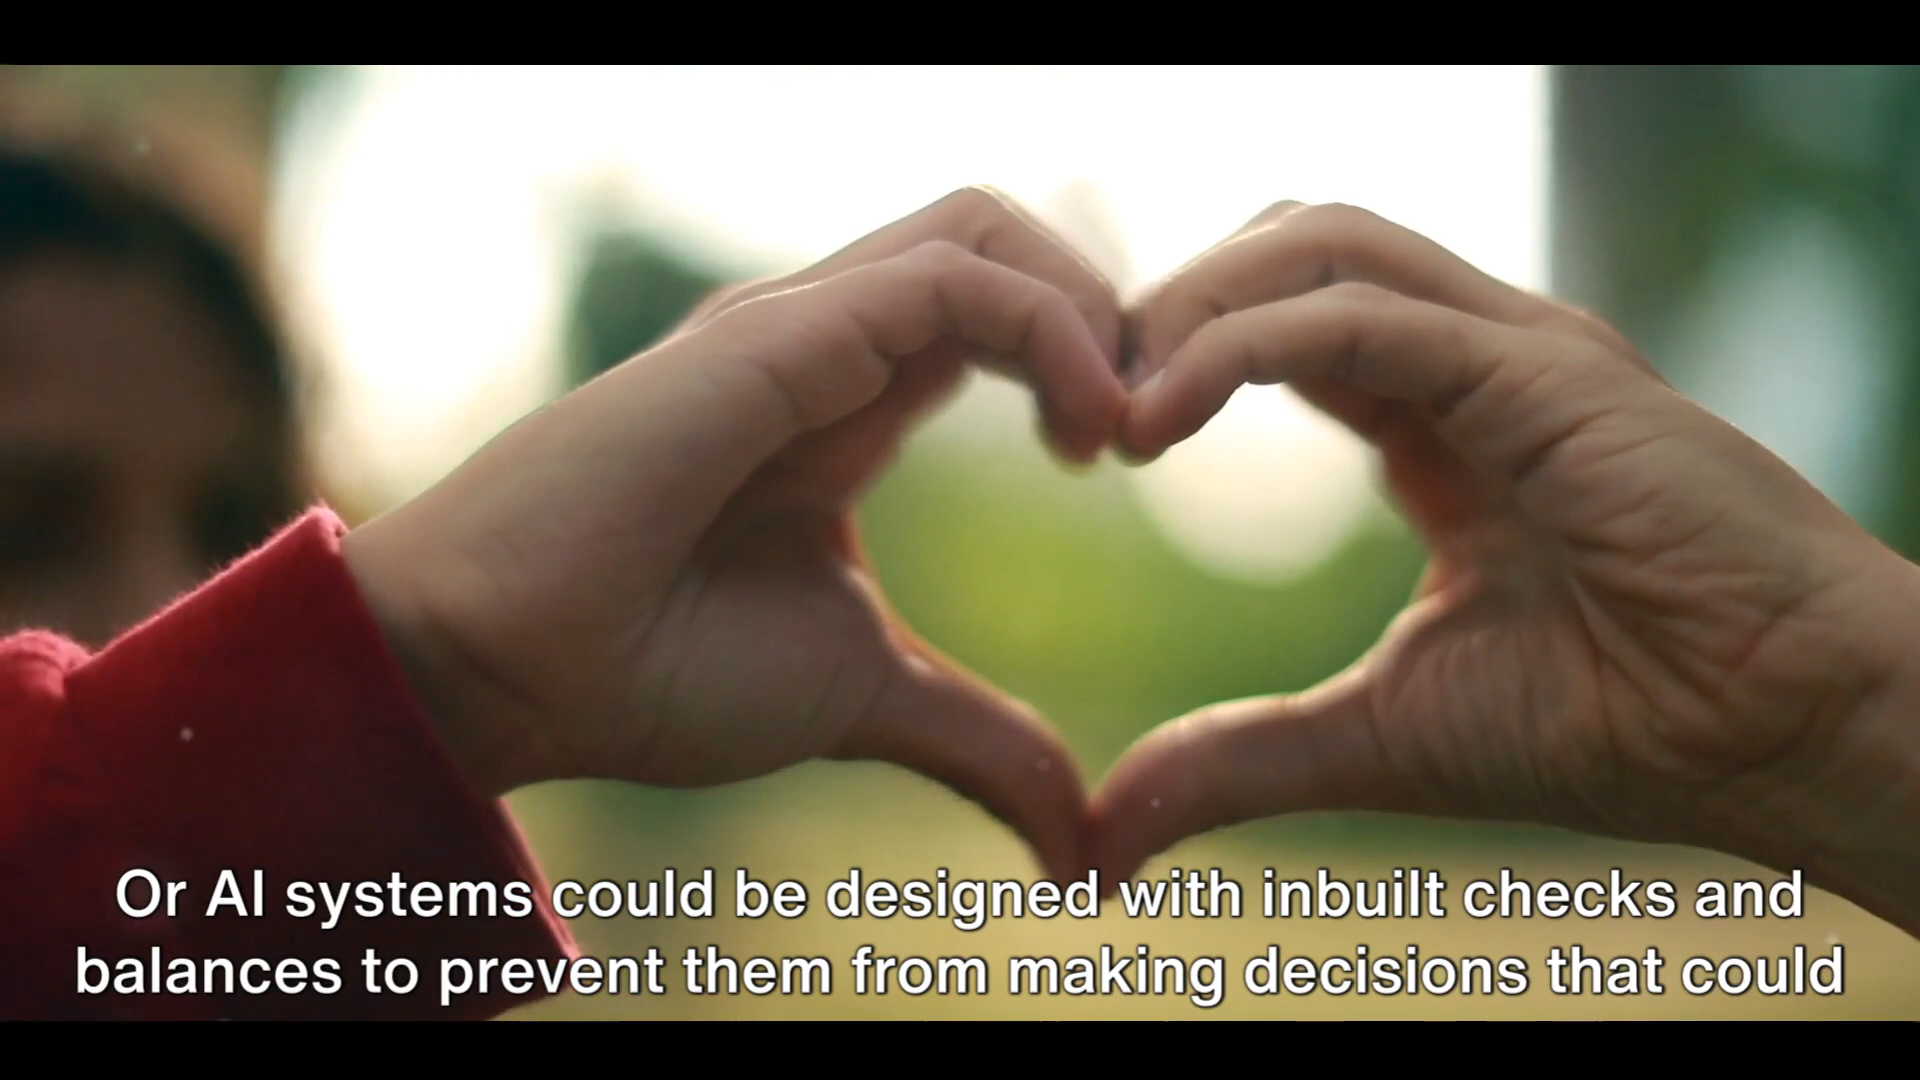 Or AI systems could be designed with inbuilt checks and
balances to prevent them from making decisions that could